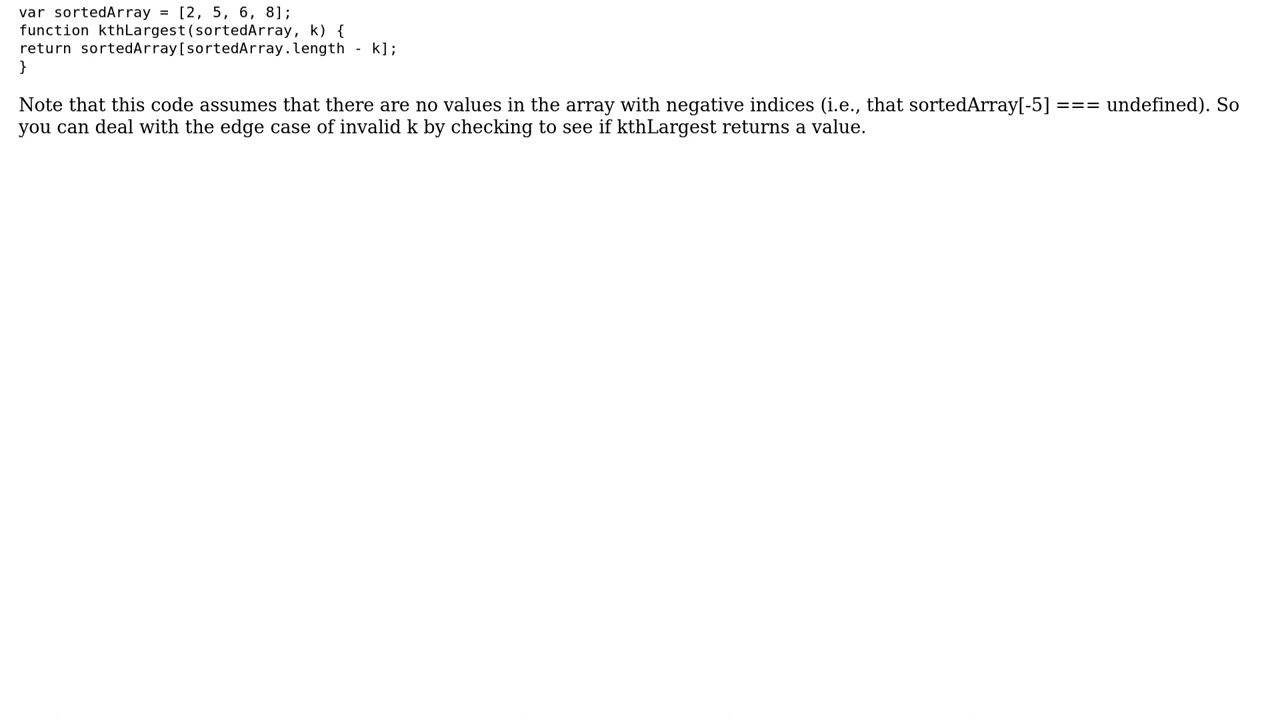 var sortedArray = [2, 5, 6, 8];
function kthLargest(sortedArray, k) {
return sortedArray[sortedArray.length - k];
}
Note that this code assumes that there are no values in the array with negative indices (i.e., that sortedArray[-5] === undefined). So
you can deal with the edge case of invalid k by checking to see if kthLargest returns a value.